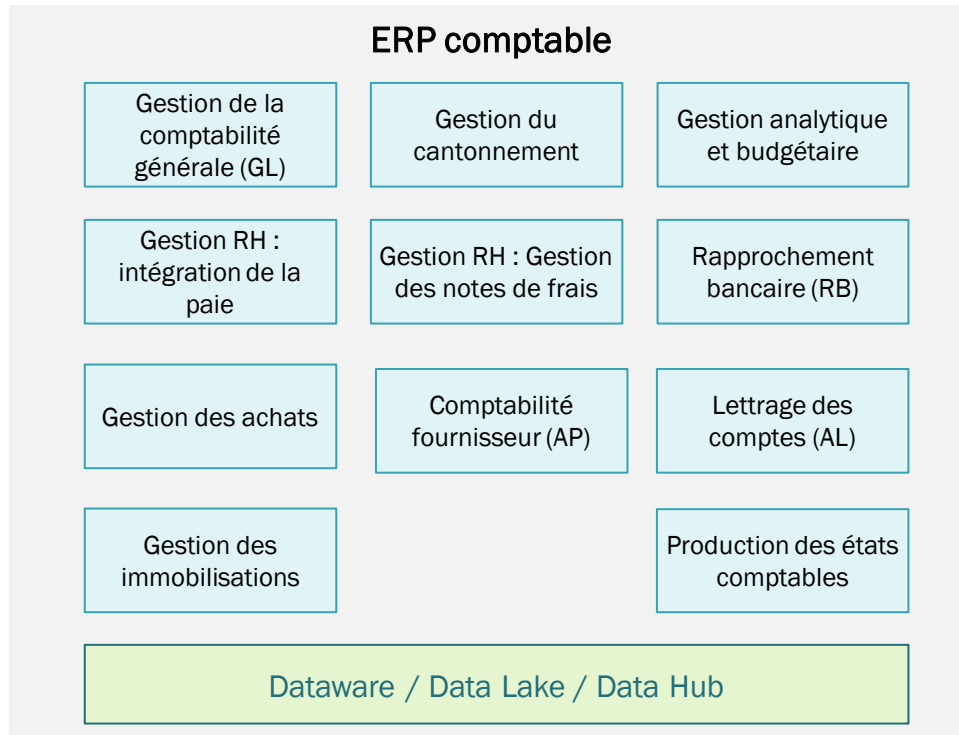 ERP comptable
Gestion de la
comptabilité
générale (GL)
Gestion du
cantonnement
Gestion analytique
et budgétaire
Gestion RH :
intégration de la
paie
Gestion RH : Gestion
des notes de frais
Rapprochement
bancaire (RB)
Gestion des achats
Comptabilité
fournisseur (AP)
Lettrage des
comptes (AL)
Gestion des
immobilisations
Production des états
comptables
Dataware / Data Lake / Data Hub